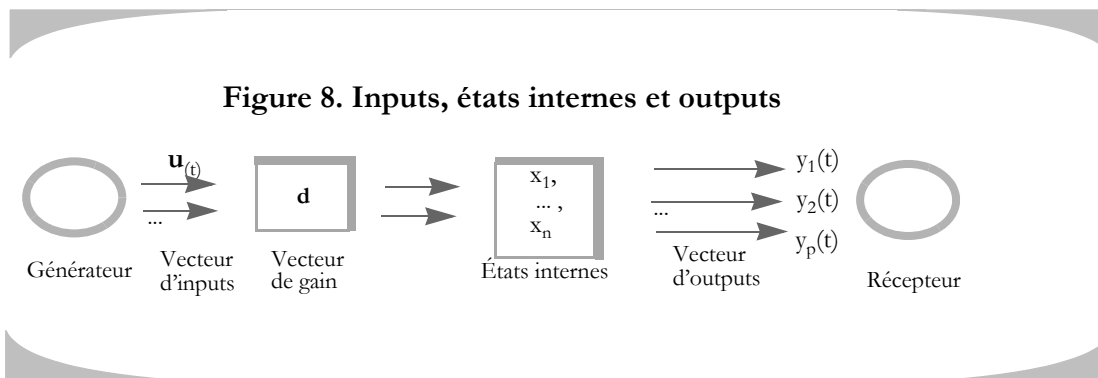 Figure 8. Inputs, états internes et outputs
u(t)
...
d
x1,
... ,
xn
...
y1(t)
y2(t)
yp(t)
Générateur
Vecteur
d'inputs
Vecteur
de gain
États internes
Vecteur
d'outputs
Récepteur